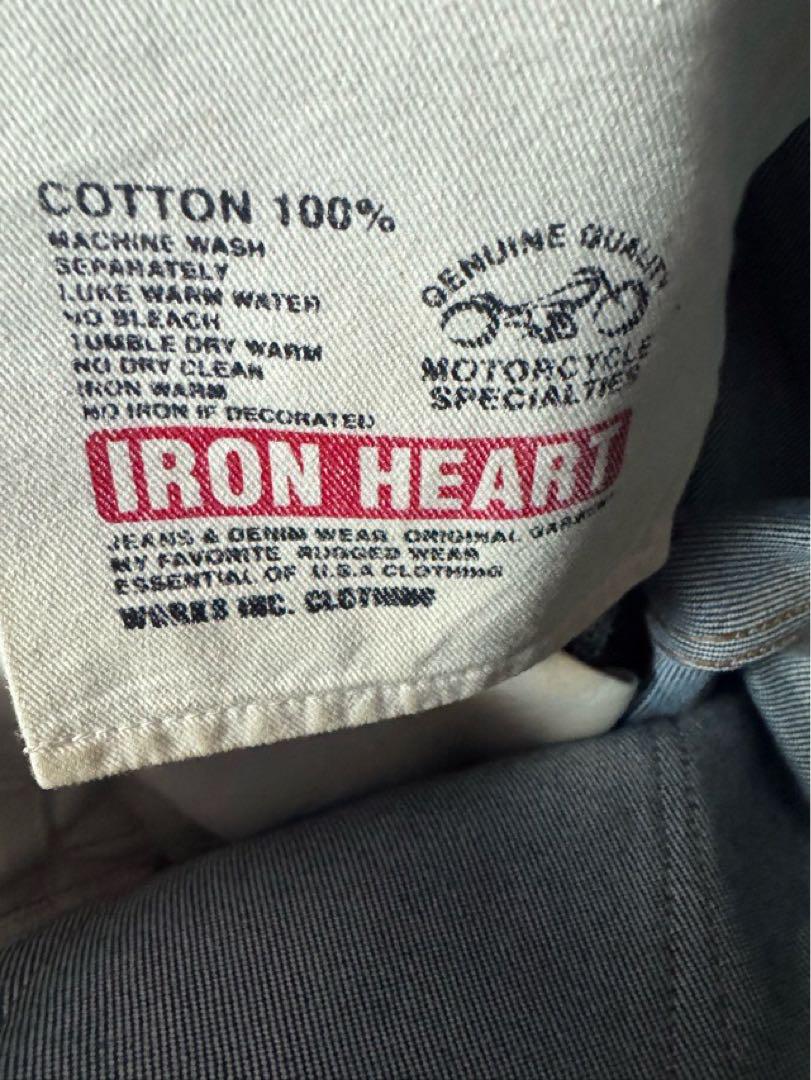 COTTON 100%
MACHINE WASH
SEPARATELY
LUKE WARM WATER
NO BLEACH
TUMBLE DRY WARM
NO DRY CLEAN
IRON WARM
NO IRON IF DECORATED
GENUINE QUALITY
MOTORCYCLE
SPECIALTIES
IRON HEART
JEANS & DENIM WEAR. ORIGINAL GARMENT
MY FAVORITE. RUGGED WEAR
ESSENTIAL OF U.S.A CLOTHING
WORKS INC. CLOTHING